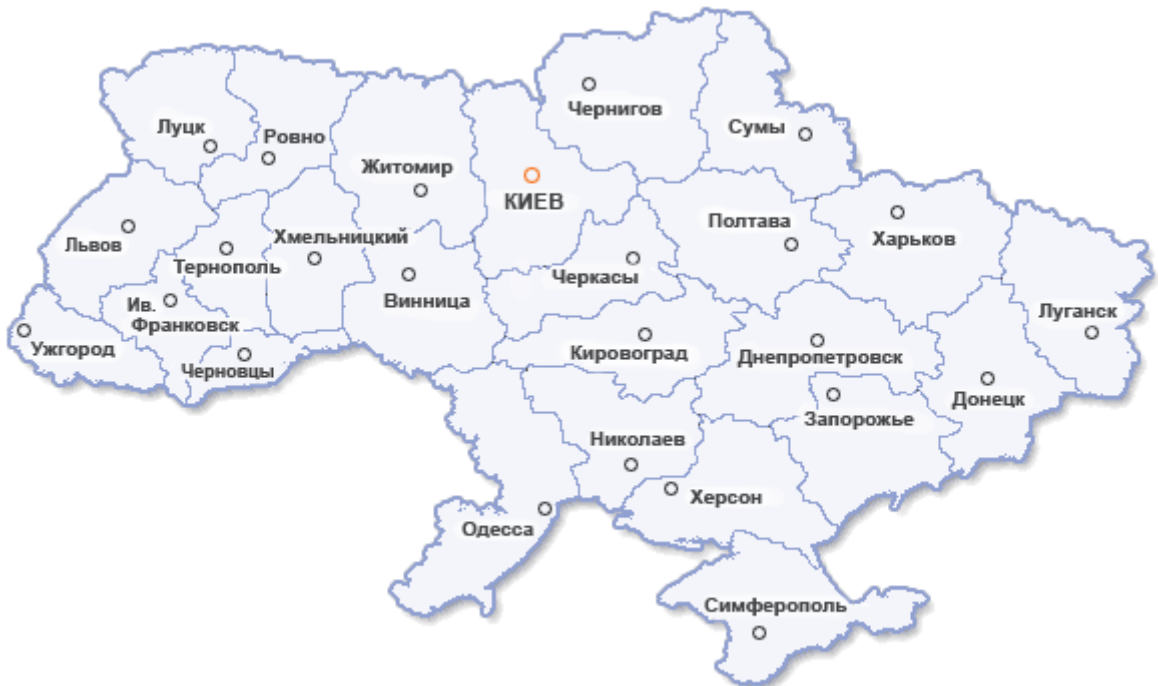 Чернигов
Луцк
Сумы
Ровно
Житомир
КИЕВ
Полтава
Харьков
Львов
Хмельницкий
Тернополь
Черкасы
Винница
Ив.
Франковск
Луганск
Ужгород
Кировоград
Днепропетровск
Черновцы
Донецк
Запорожье
Николаев
Херсон
Одесса
Симферополь